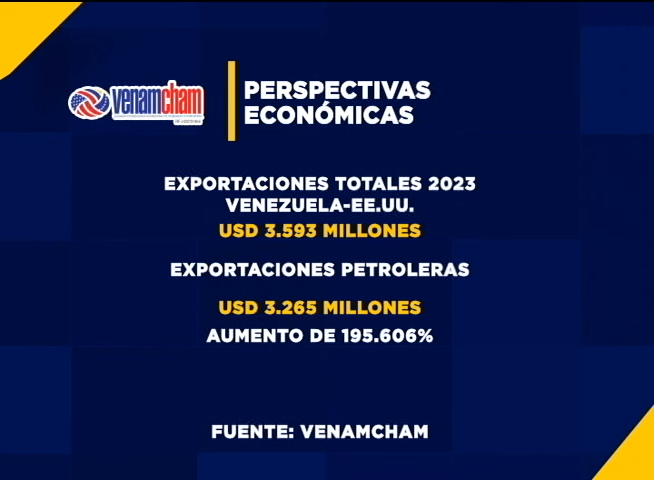 venamcham
PERSPECTIVAS
ECONÓMICAS
EXPORTACIONES TOTALES 2023
VENEZUELA-EE.UU.
USD 3.593 MILLONES
EXPORTACIONES PETROLERAS
USD 3.265 MILLONES
AUMENTO DE 195.606%
FUENTE: VENAMCHAM